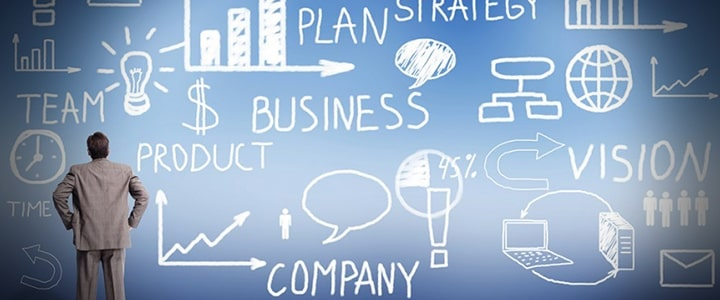 STRATEGY
PLAN
TEAM
$
BUSINESS
PRODUCT
45%
VISION
TIME
!
COMPANY